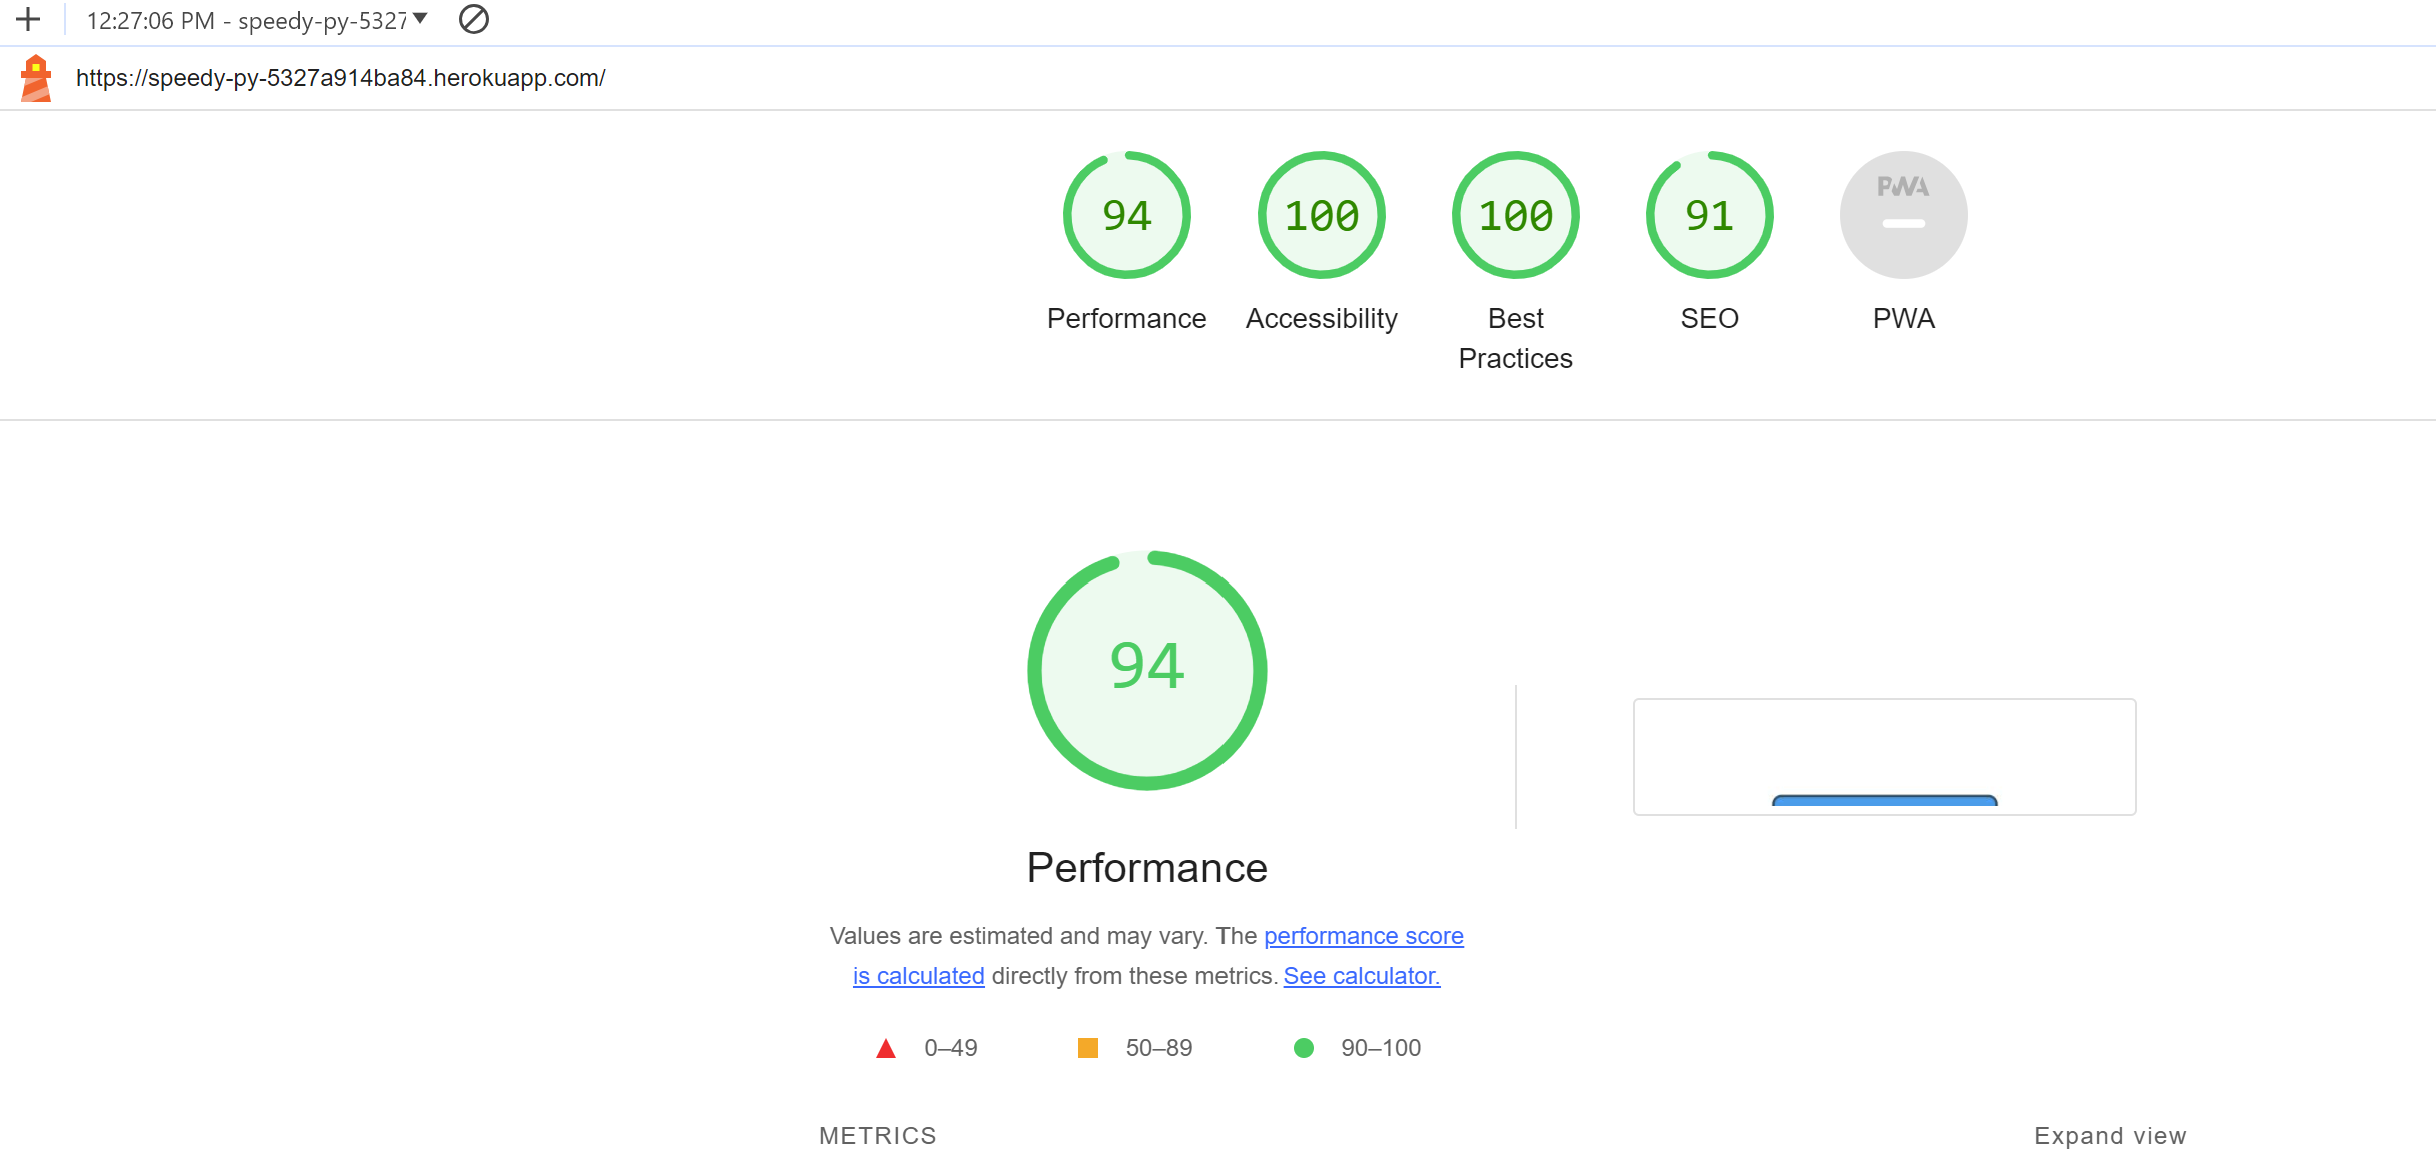 12:27:06 PM - speedy-py-5327
https://speedy-py-5327a914ba84.herokuapp.com/
94
100
100
91
PWA
Performance
Accessibility
Best
Practices
SEO
PWA
94
Performance
Values are estimated and may vary. The performance score
is calculated directly from these metrics. See calculator.
0–49
50–89
90–100
METRICS
Expand view